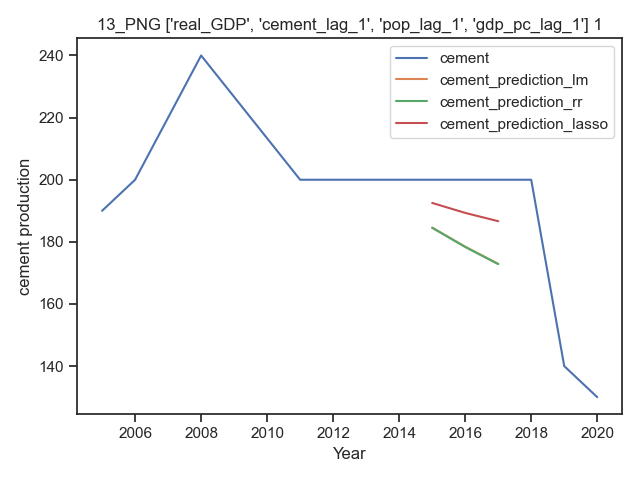 13_PNG ['real_GDP', 'cement_lag_1', 'pop_lag_1', 'gdp_pc_lag_1'] 1
cement
cement_prediction_lm
cement_prediction_rr
cement_prediction_lasso
240
220
200
180
160
140
cement production
2006 2008 2010 2012 2014 2016 2018 2020
Year